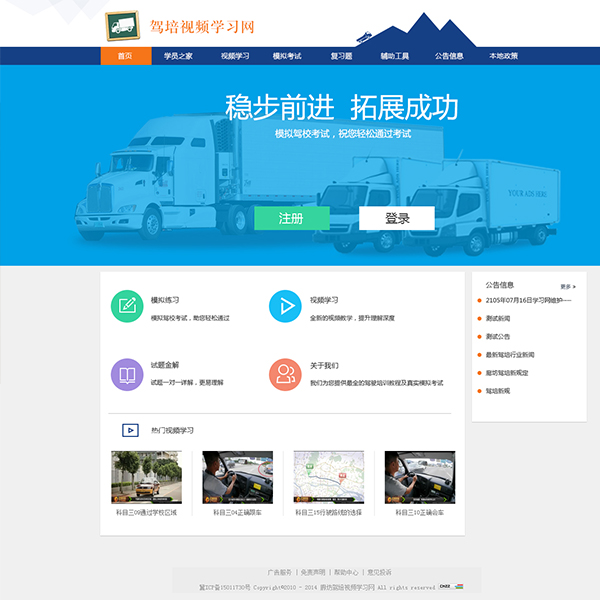 驾培视频学习网
首页 学员之家 视频学习 模拟考试 复习题 辅助工具 公告信息 本地政策
稳步前进 拓展成功
模拟驾校考试，祝您轻松通过考试
YOUR ADS HERE
注册 登录
模拟练习
模拟驾校考试，助您轻松通过
视频学习
全新的视频教学，提升理解深度
试题金解
试题一对一详解，更易理解
关于我们
我们为您提供最全的驾驶培训教程及真实模拟考试
热门视频学习
科目三09通过学校区域
科目三04正确跟车
科目三15行驶路线的选择
科目三10正确会车
公告信息 更多 »
2105年07月16日学习网维护——
测试新闻
测试公告
最新驾培行业新闻
廊坊驾培新规定
驾培新规
广告服务 | 免责声明 | 帮助中心 | 意见投诉
冀ICP备15011730号 Copyright©2010 - 2014 廊坊驾培视频学习网 All rights reserved